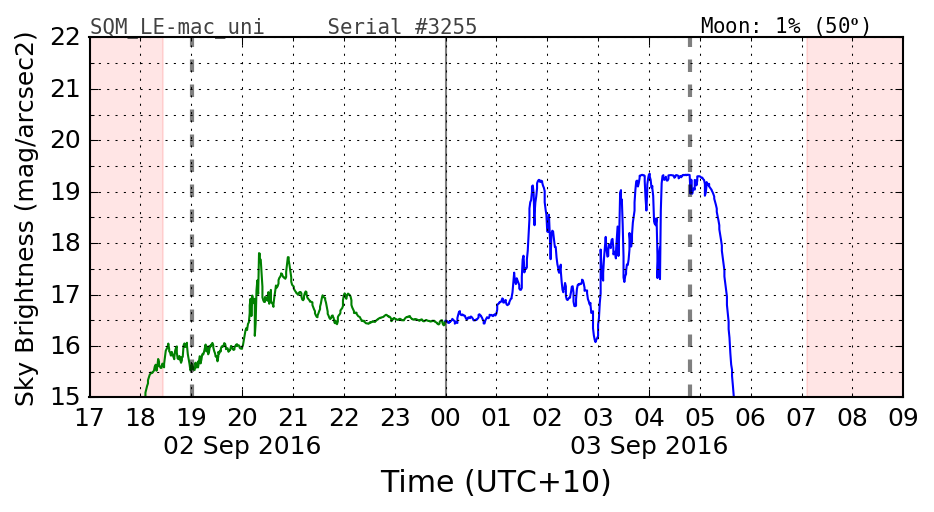 SQM_LE-mac_uni Serial #3255 Moon: 1% (50°)
22
21
20
19
18
17
16
15
Sky Brightness (mag/arcsec2)
17 18 19 20 21 22 23 00 01 02 03 04 05 06 07 08 09
02 Sep 2016 03 Sep 2016
Time (UTC+10)